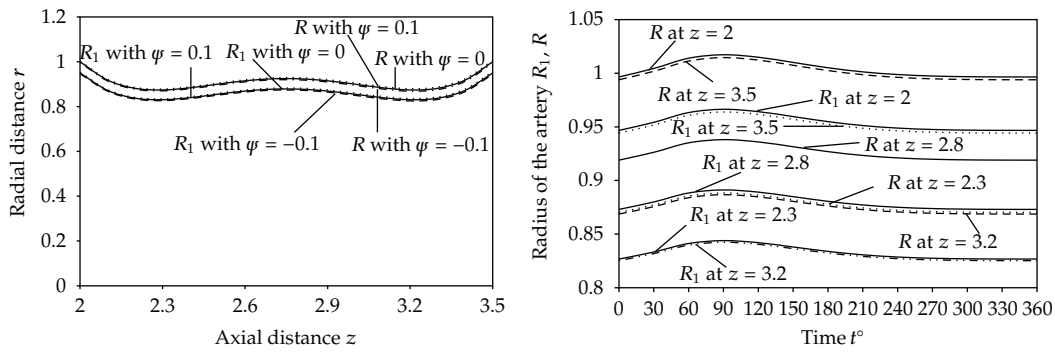 Radial distance r
1.2
1
0.8
0.6
0.4
0.2
0
2
2.3
2.6
2.9
3.2
3.5
Axial distance z
R₁ with ψ = 0.1
R₁ with ψ = 0
R with ψ = 0.1
R with ψ = 0
R₁ with ψ = −0.1
R with ψ = −0.1
Radius of the artery R₁, R
1.05
1
0.95
0.9
0.85
0.8
0 30 60 90 120 150 180 210 240 270 300 330 360
Time t°
R at z = 2
R at z = 3.5
R₁ at z = 2
R₁ at z = 3.5
R at z = 2.8
R₁ at z = 2.8
R at z = 2.3
R₁ at z = 2.3
R at z = 3.2
R₁ at z = 3.2